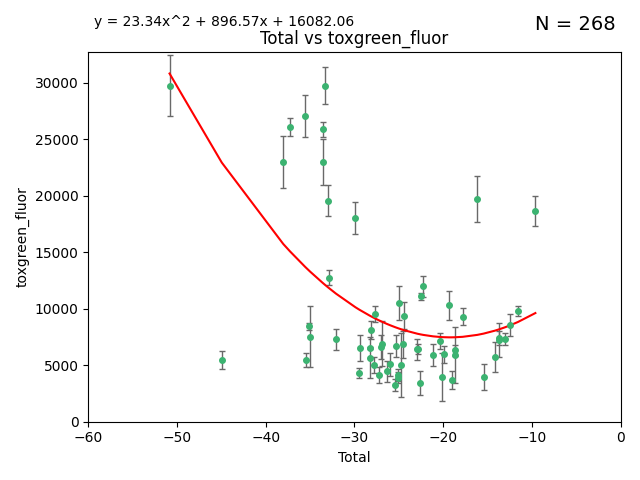 y = 23.34x^2 + 896.57x + 16082.06
N = 268
Total vs toxgreen_fluor
30000
25000
20000
15000
10000
5000
0
toxgreen_fluor
−60 −50 −40 −30 −20 −10 0
Total